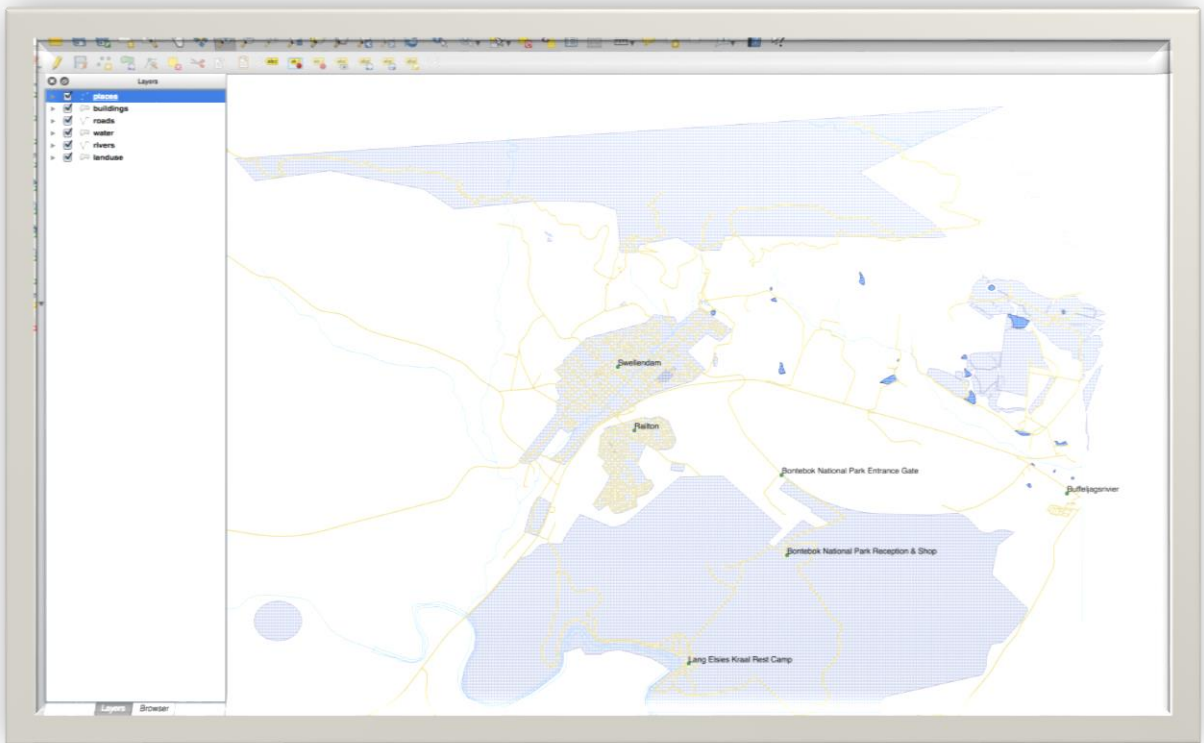 Layers
places
buildings
roads
water
rivers
landuse
Swellendam
Railton
Bontebok National Park Entrance Gate
Buffeljagsrivier
Bontebok National Park Reception & Shop
Lang Elsies Kraal Rest Camp
Layers
Browser